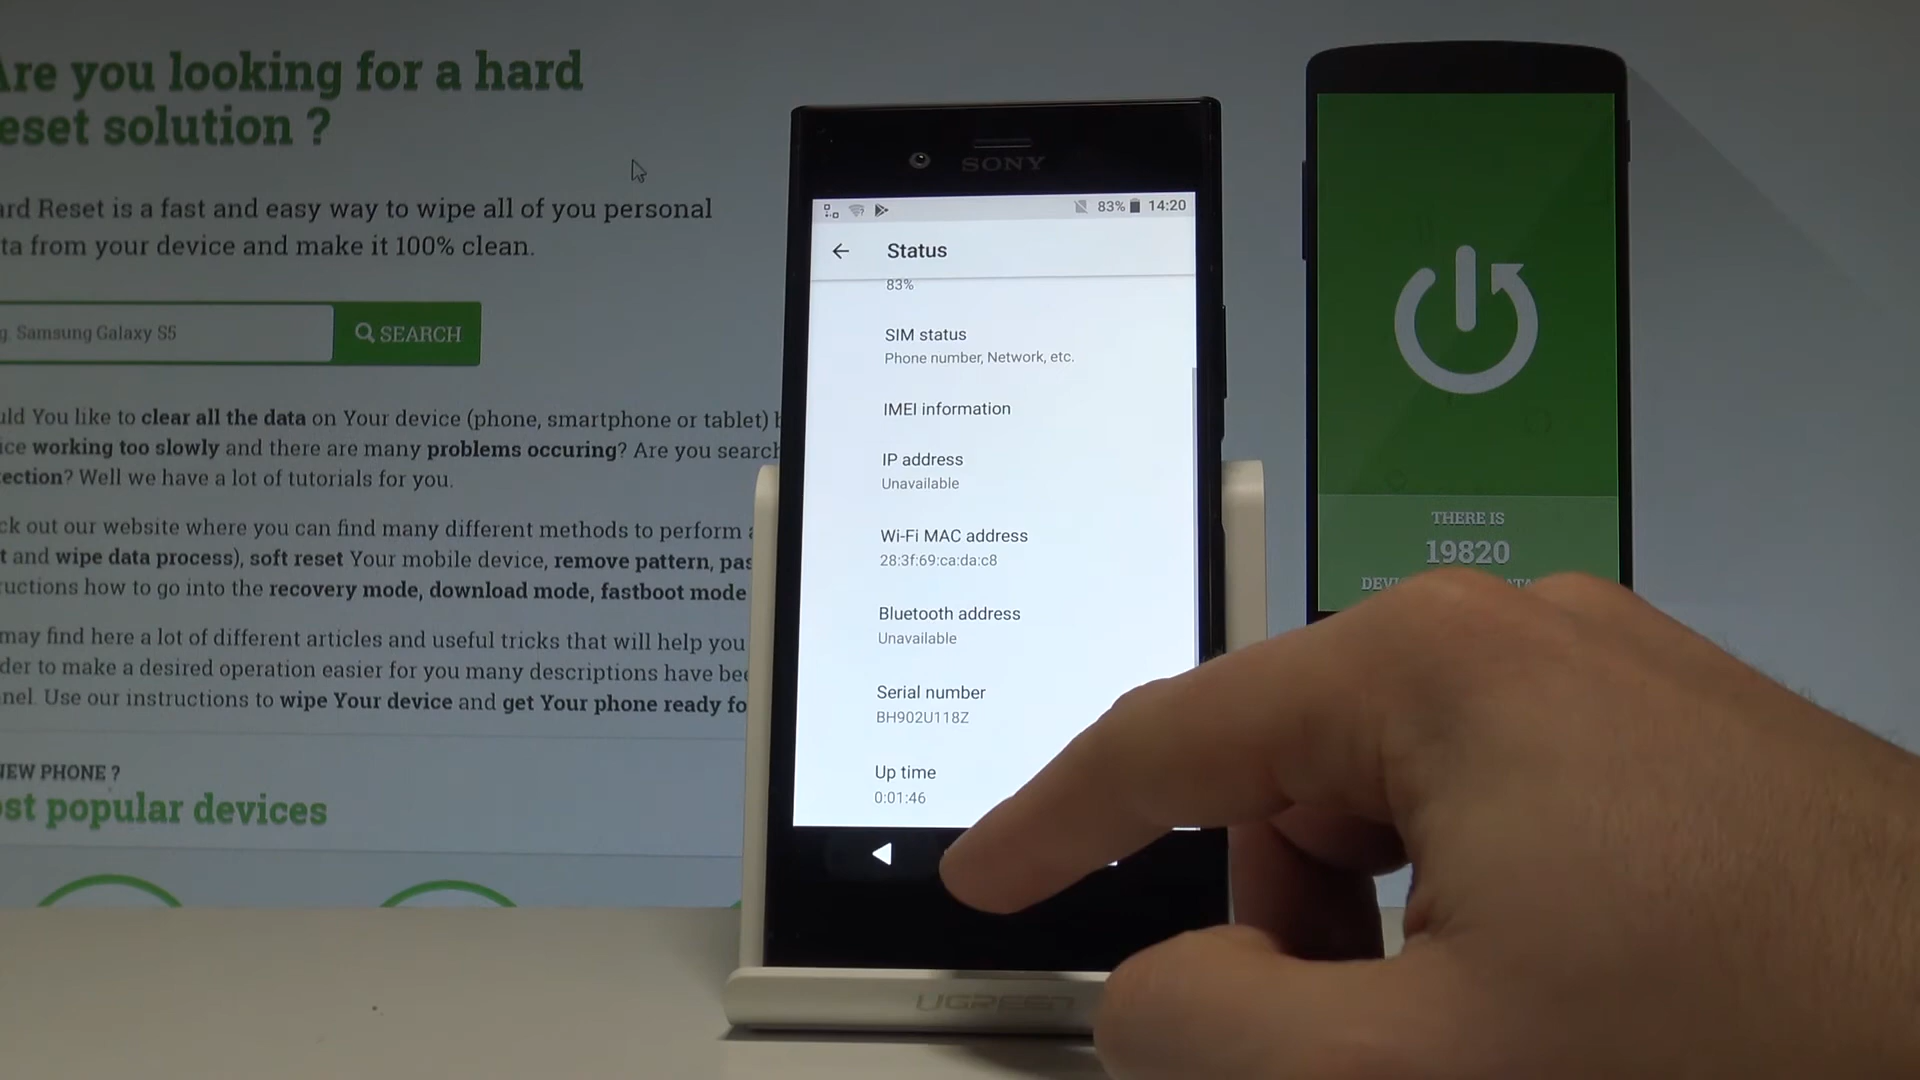 Are you looking for a hard
eset solution ?
ard Reset is a fast and easy way to wipe all of you personal
ta from your device and make it 100% clean.
g. Samsung Galaxy S5
SEARCH
uld You like to clear all the data on Your device (phone, smartphone or tablet) b
ice working too slowly and there are many problems occuring? Are you search
ection? Well we have a lot of tutorials for you.
ck out our website where you can find many different methods to perform a
t and wipe data process), soft reset Your mobile device, remove pattern, pas
ructions how to go into the recovery mode, download mode, fastboot mode
may find here a lot of different articles and useful tricks that will help you
der to make a desired operation easier for you many descriptions have bee
nel. Use our instructions to wipe Your device and get Your phone ready fo
NEW PHONE ?
ost popular devices
SONY
83% 14:20
Status
83%
SIM status
Phone number, Network, etc.
IMEI information
IP address
Unavailable
Wi-Fi MAC address
28:3f:69:ca:da:c8
Bluetooth address
Unavailable
Serial number
BH902U118Z
Up time
0:01:46
UGREEN
THERE IS
19820